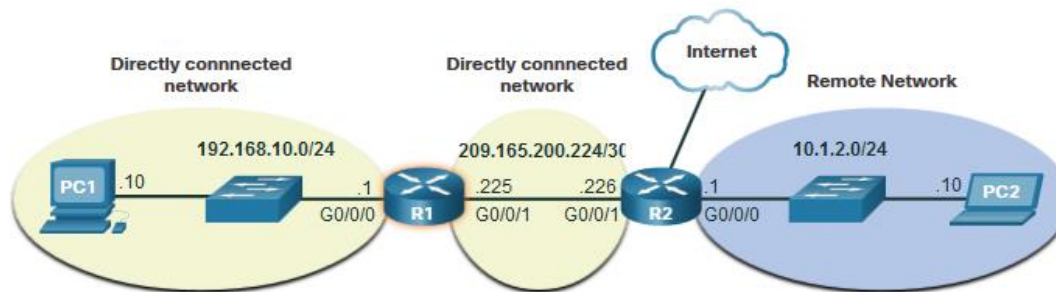 Internet
Directly connnected
network
Directly connnected
network
Remote Network
192.168.10.0/24
209.165.200.224/30
10.1.2.0/24
PC1
.10
.1
G0/0/0
R1
.225
G0/0/1
.226
G0/0/1
R2
.1
G0/0/0
.10
PC2